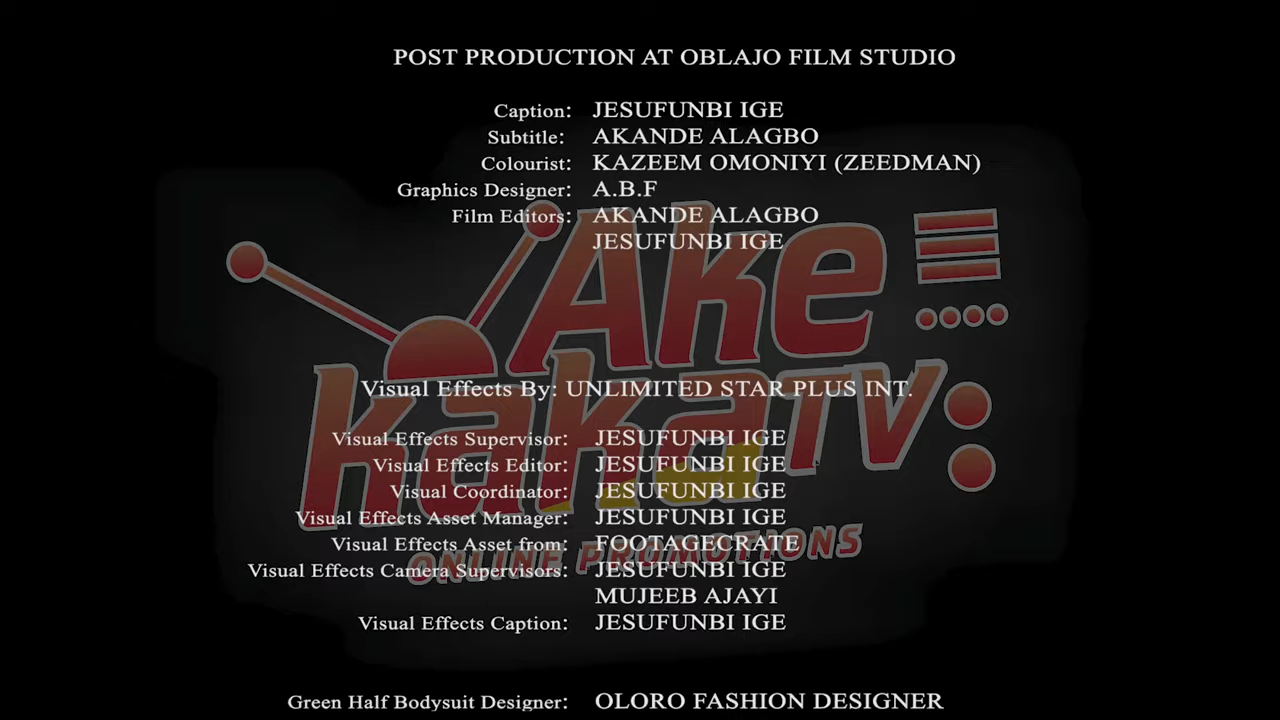 POST PRODUCTION AT OBLAJO FILM STUDIO
Caption: JESUFUNBI IGE
Subtitle: AKANDE ALAGBO
Colourist: KAZEEM OMONIYI (ZEEDMAN)
Graphics Designer: A.B.F
Film Editors: AKANDE ALAGBO
JESUFUNBI IGE
Ake
kaka TV
ONLINE PROMOTIONS
Visual Effects By: UNLIMITED STAR PLUS INT.
Visual Effects Supervisor: JESUFUNBI IGE
Visual Effects Editor: JESUFUNBI IGE
Visual Coordinator: JESUFUNBI IGE
Visual Effects Asset Manager: JESUFUNBI IGE
Visual Effects Asset from: FOOTAGECRATE
Visual Effects Camera Supervisors: JESUFUNBI IGE
MUJEEB AJAYI
Visual Effects Caption: JESUFUNBI IGE
Green Half Bodysuit Designer: OLORO FASHION DESIGNER